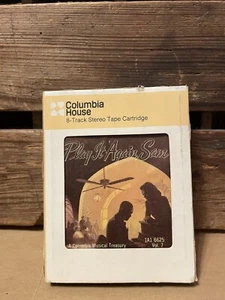 Columbia
House
8-Track Stereo Tape Cartridge
Play It Again Sam
A Columbia Musical Treasury
1A1 6625
Vol. 7